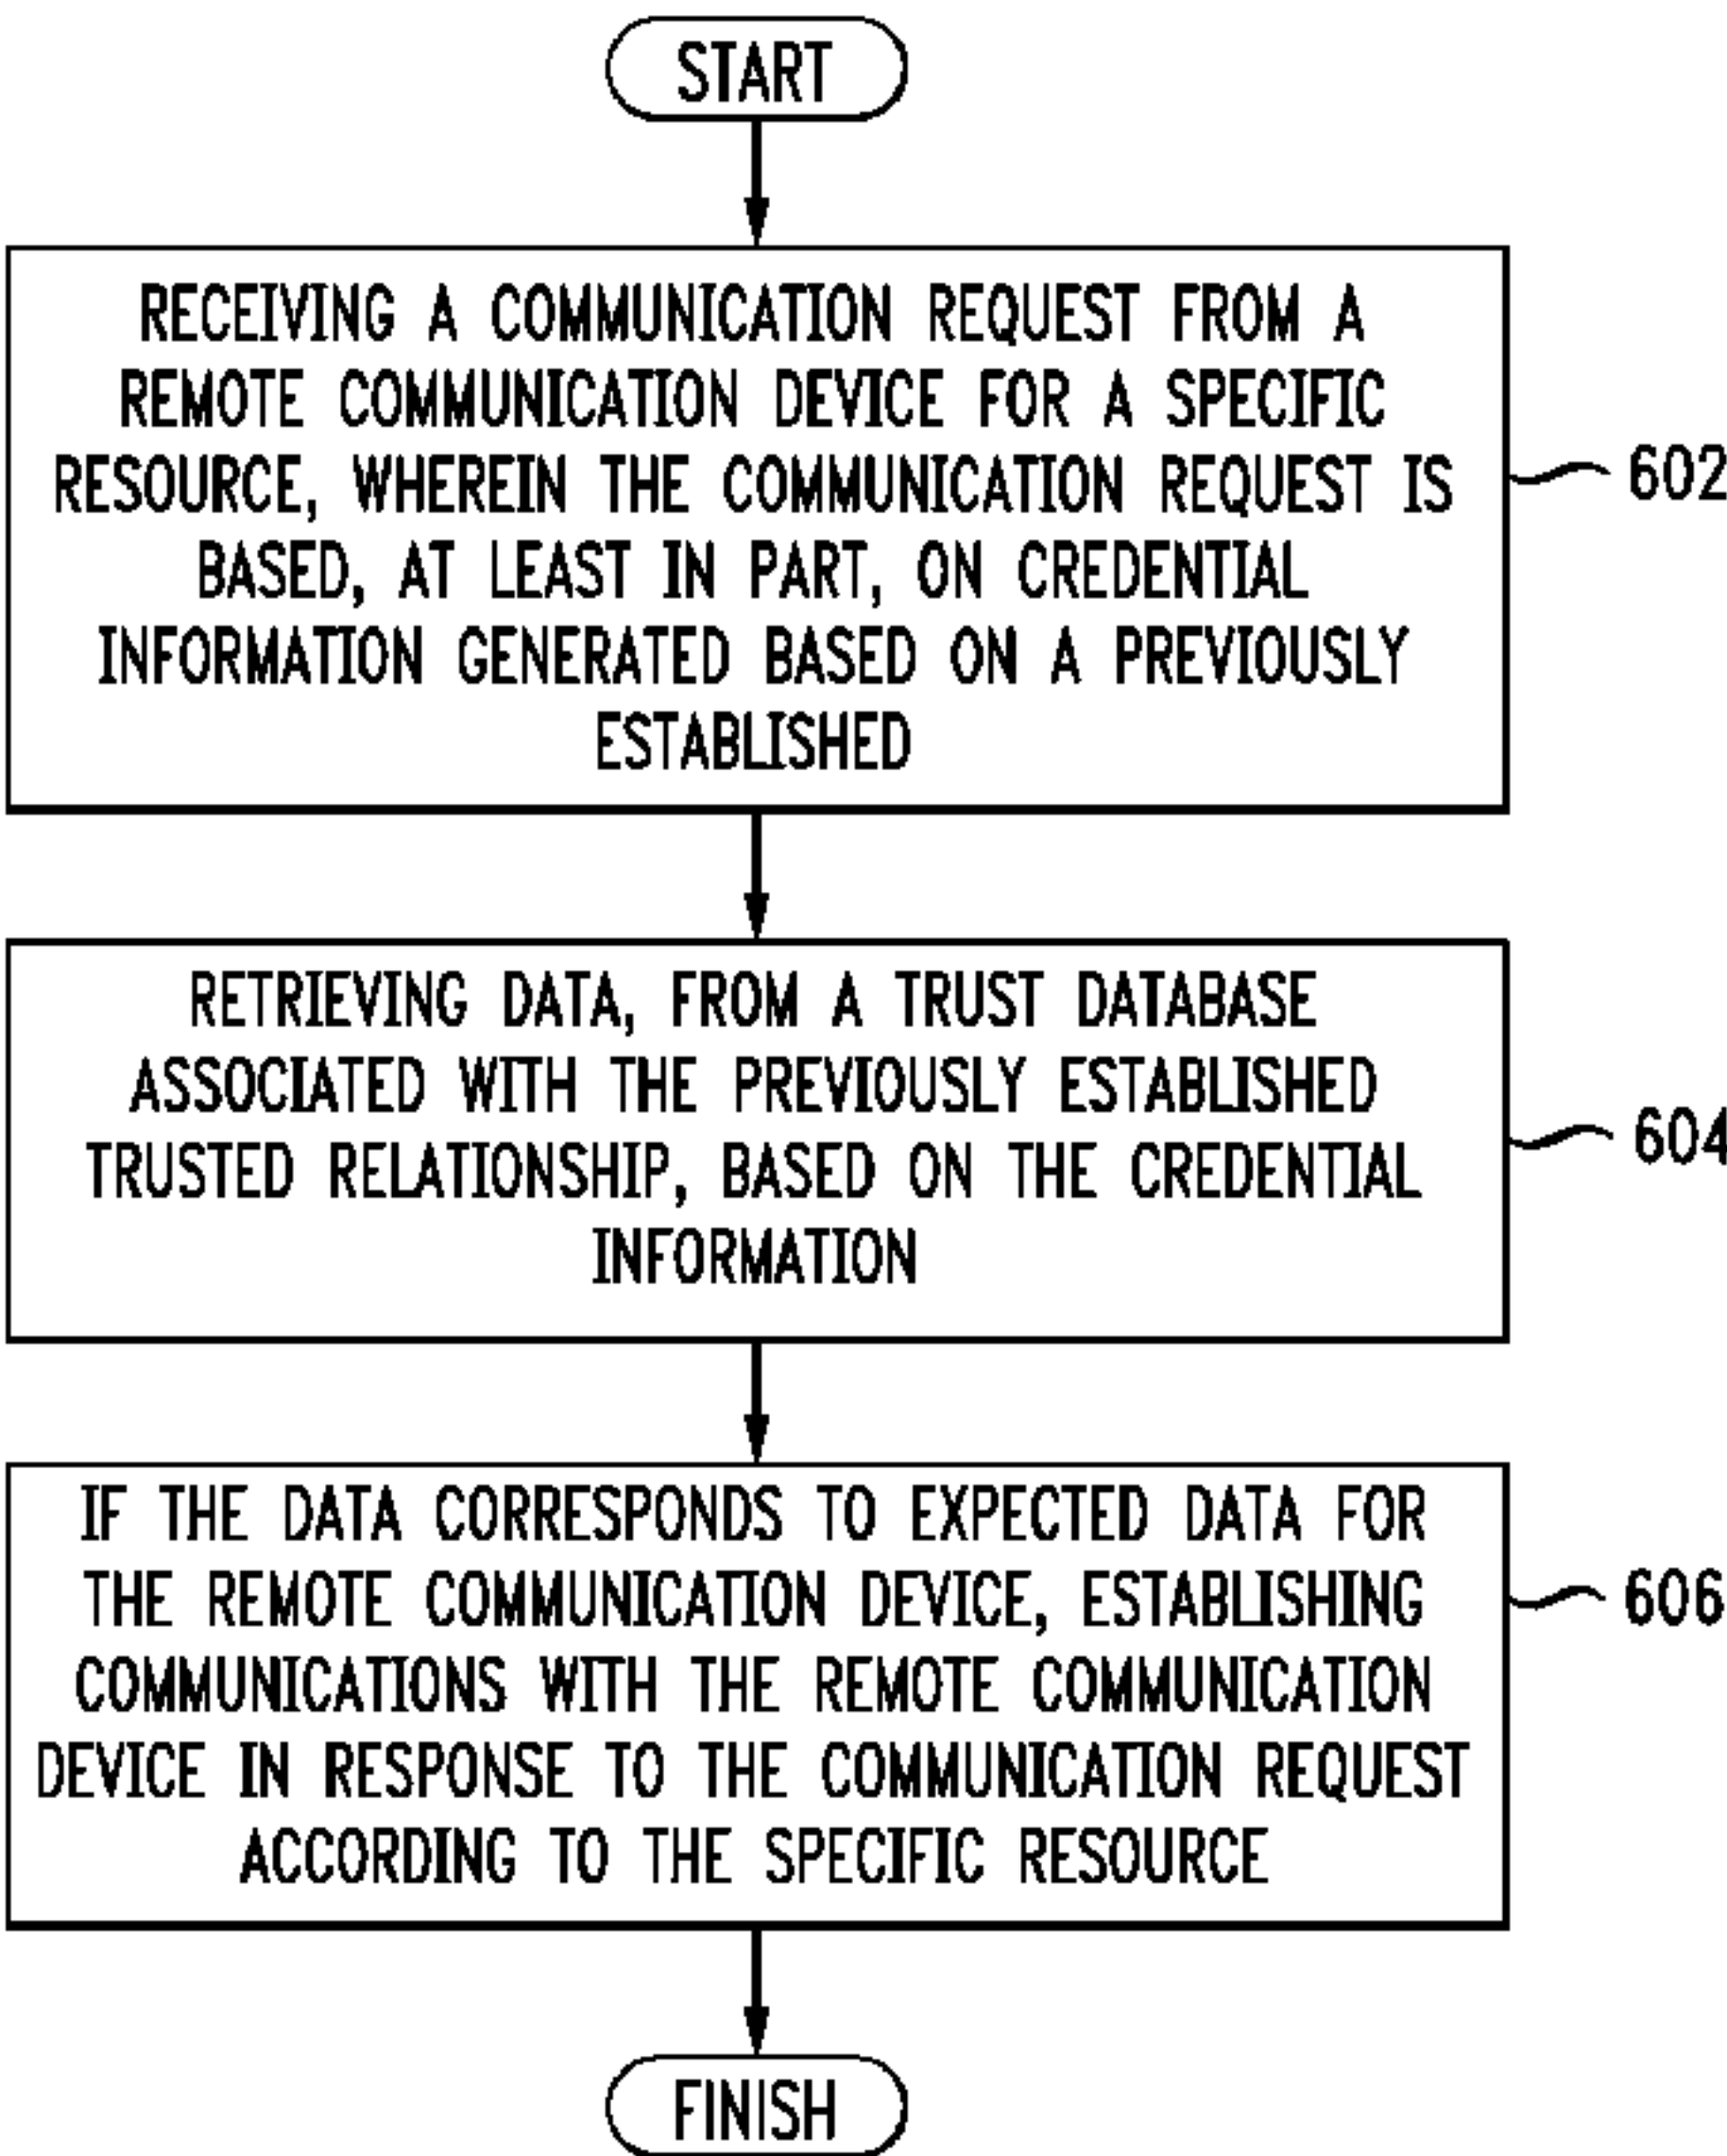 START
RECEIVING A COMMUNICATION REQUEST FROM A
REMOTE COMMUNICATION DEVICE FOR A SPECIFIC
RESOURCE, WHEREIN THE COMMUNICATION REQUEST IS
BASED, AT LEAST IN PART, ON CREDENTIAL
INFORMATION GENERATED BASED ON A PREVIOUSLY
ESTABLISHED
602
RETRIEVING DATA, FROM A TRUST DATABASE
ASSOCIATED WITH THE PREVIOUSLY ESTABLISHED
TRUSTED RELATIONSHIP, BASED ON THE CREDENTIAL
INFORMATION
604
IF THE DATA CORRESPONDS TO EXPECTED DATA FOR
THE REMOTE COMMUNICATION DEVICE, ESTABLISHING
COMMUNICATIONS WITH THE REMOTE COMMUNICATION
DEVICE IN RESPONSE TO THE COMMUNICATION REQUEST
ACCORDING TO THE SPECIFIC RESOURCE
606
FINISH